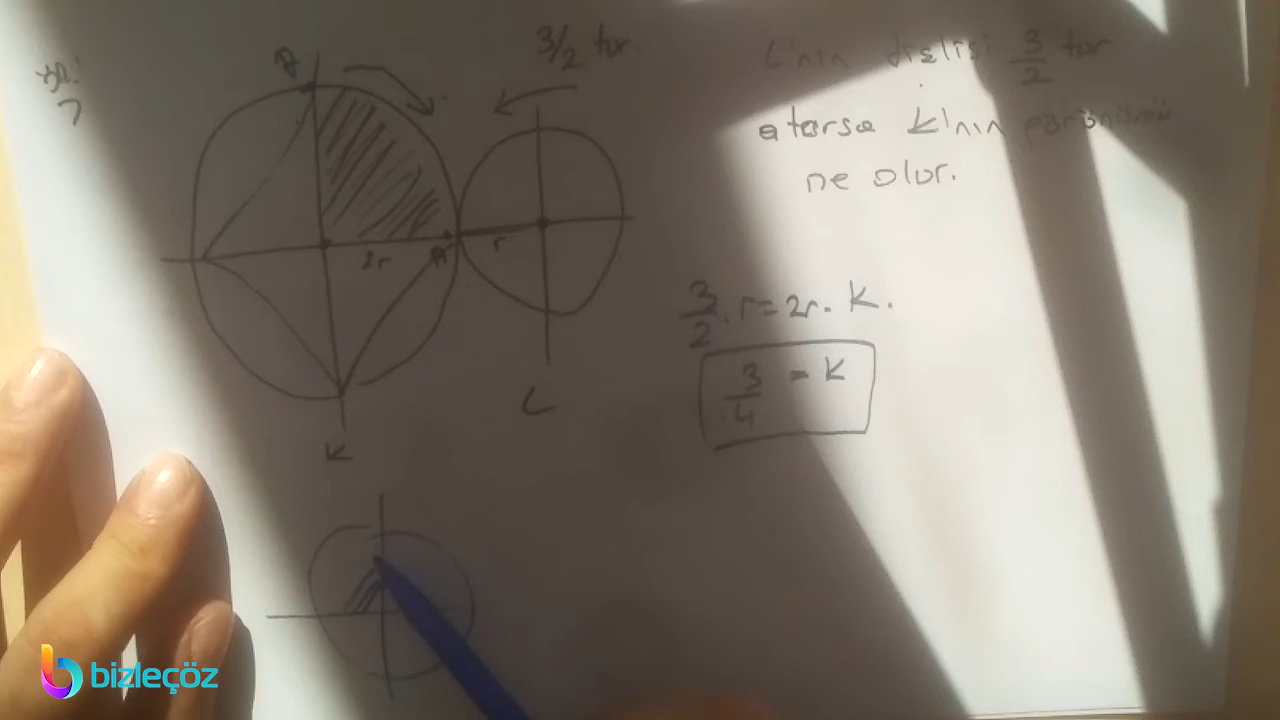 3/2 tur
L'nin dişlisi 3/2 tur
atarsa K'nın görünümü
ne olur.
2r
r
3/2 . r = 2r . K.
3/4 = K
L
K
bizleçöz